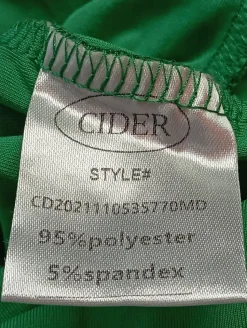 CIDER
STYLE#
CD2021110535770MD
95%polyester
5%spandex